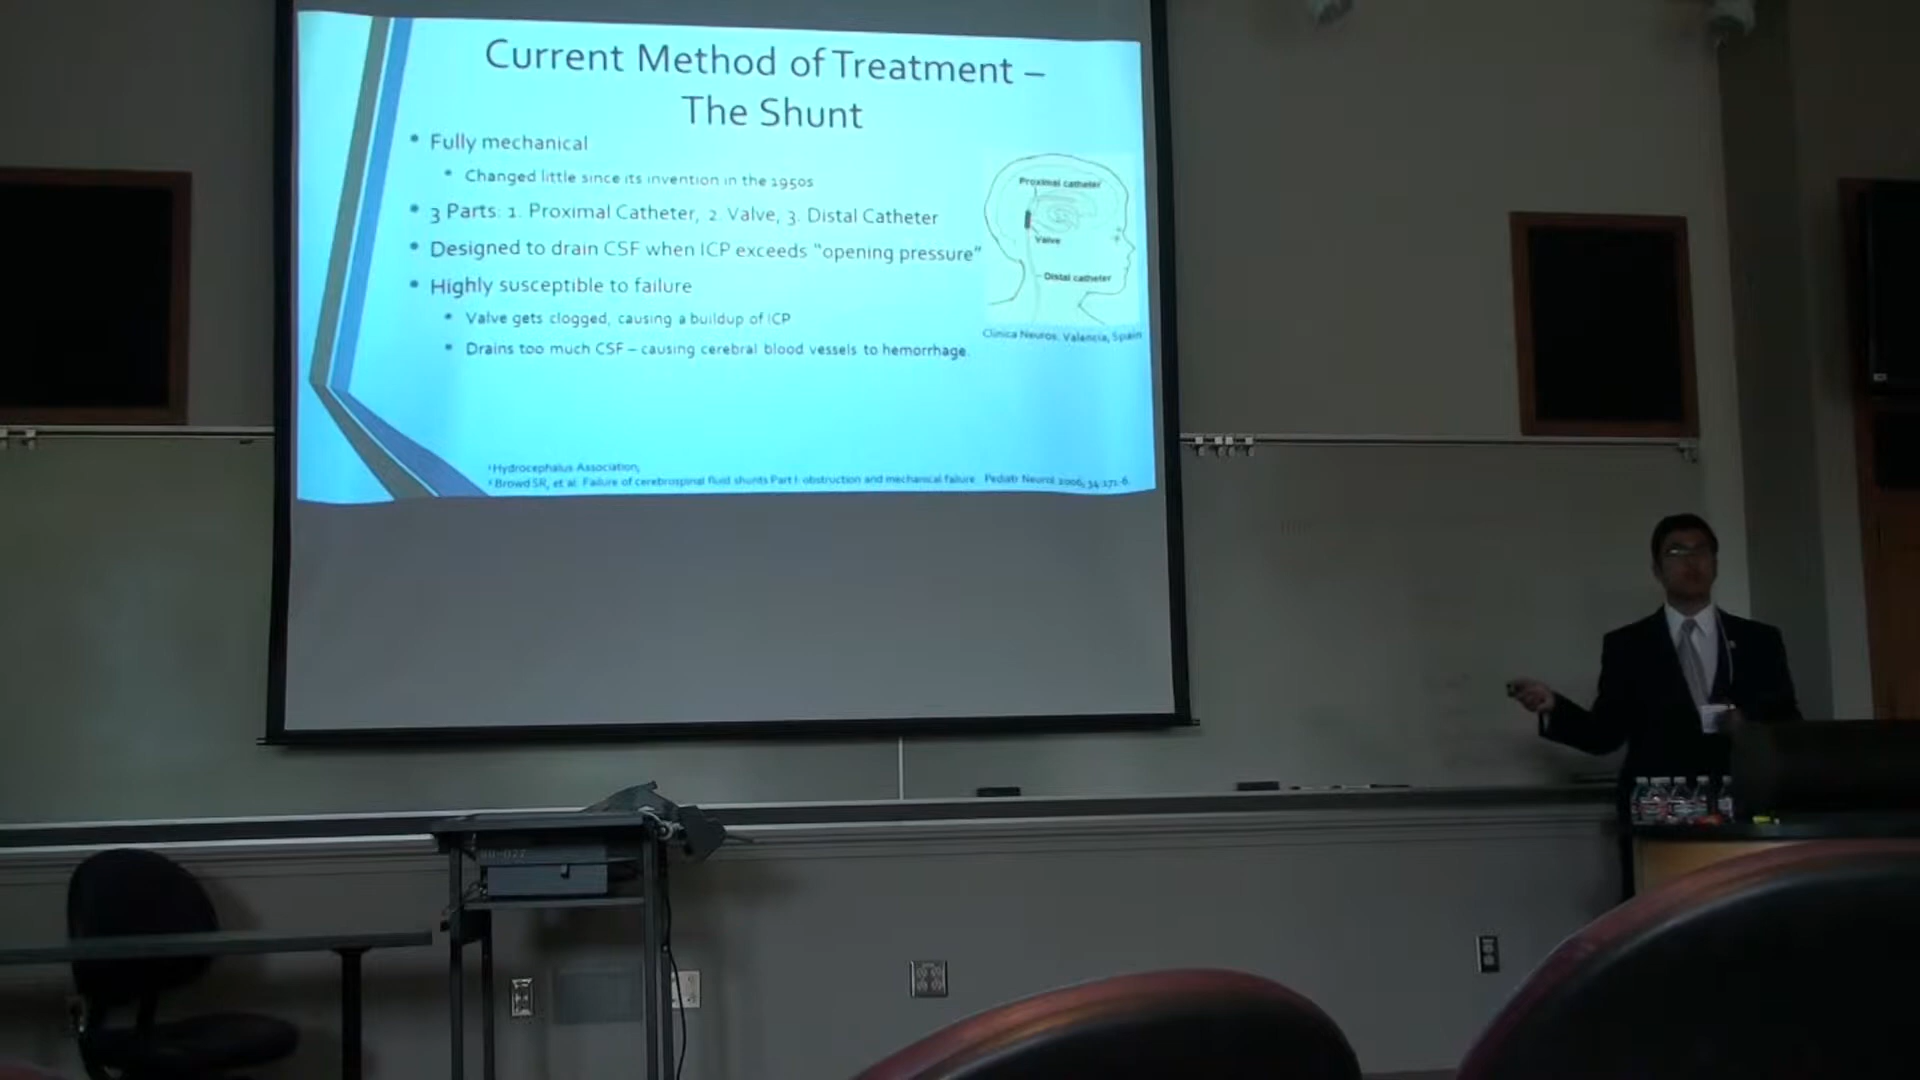 Current Method of Treatment –
The Shunt
• Fully mechanical
• Changed little since its invention in the 1950s
• 3 Parts: 1. Proximal Catheter, 2. Valve, 3. Distal Catheter
• Designed to drain CSF when ICP exceeds “opening pressure”
• Highly susceptible to failure
• Valve gets clogged, causing a buildup of ICP
• Drains too much CSF – causing cerebral blood vessels to hemorrhage.
Proximal catheter
Valve
Distal catheter
Clínica Neuros, Valencia, Spain
Hydrocephalus Association,
Browd SR, et al. Failure of cerebrospinal fluid shunts Part I: obstruction and mechanical failure. Pediatr Neurol 2006; 34:171-6.